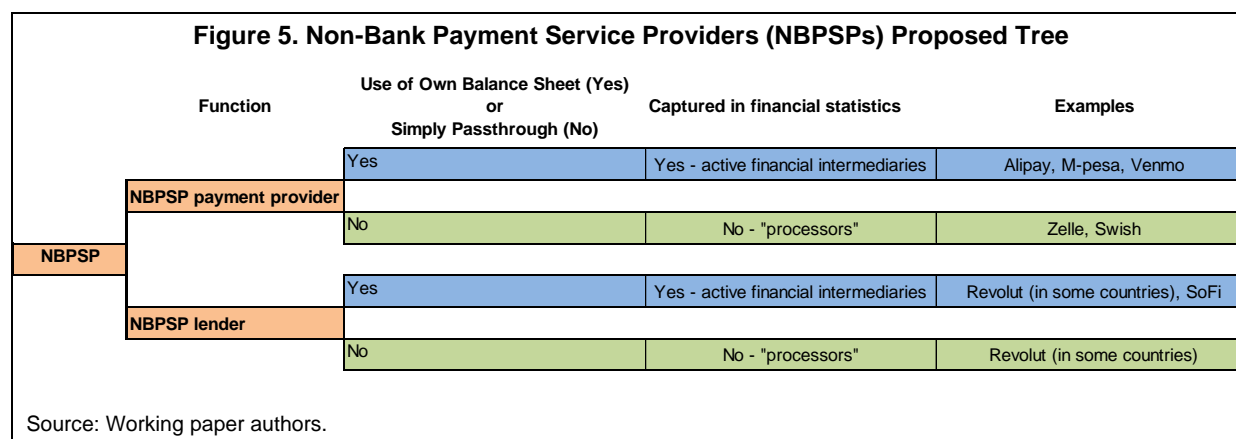 Figure 5. Non-Bank Payment Service Providers (NBPSPs) Proposed Tree
Function
Use of Own Balance Sheet (Yes)
or
Simply Passthrough (No)
Captured in financial statistics
Examples
Yes
Yes - active financial intermediaries
Alipay, M-pesa, Venmo
NBPSP payment provider
No
No - "processors"
Zelle, Swish
NBPSP
Yes
Yes - active financial intermediaries
Revolut (in some countries), SoFi
NBPSP lender
No
No - "processors"
Revolut (in some countries)
Source: Working paper authors.